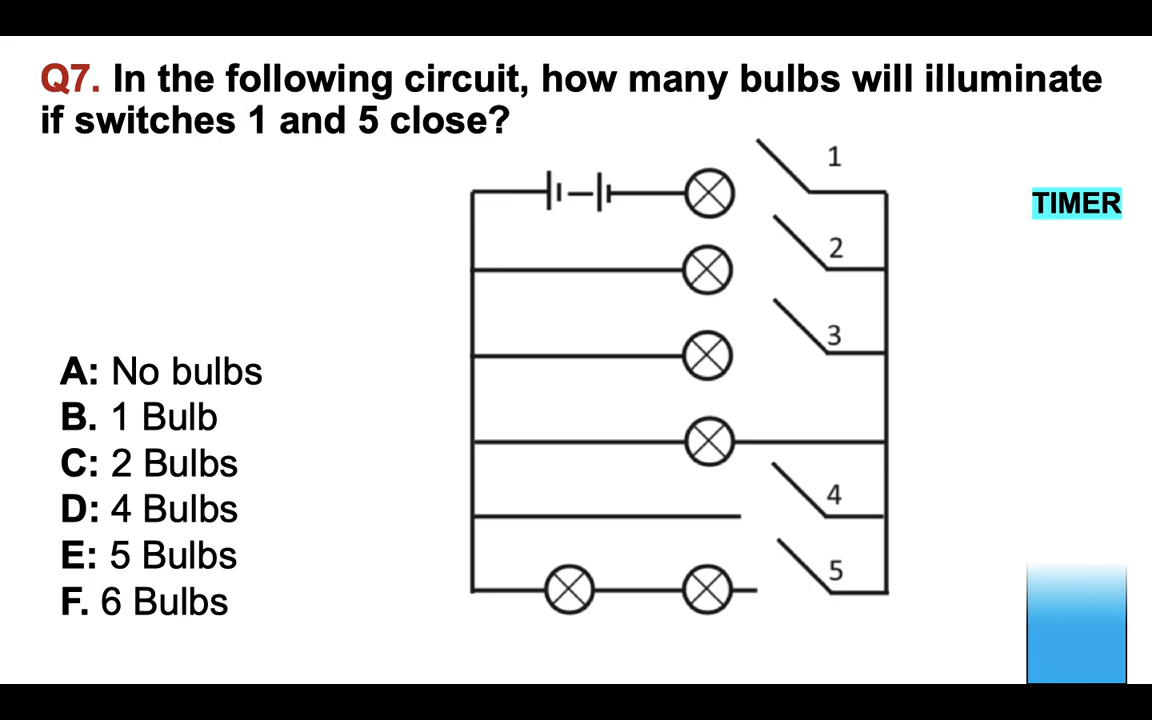 Q7. In the following circuit, how many bulbs will illuminate
if switches 1 and 5 close?
1
TIMER
2
3
A: No bulbs
B. 1 Bulb
C: 2 Bulbs
4
D: 4 Bulbs
E: 5 Bulbs
5
F. 6 Bulbs